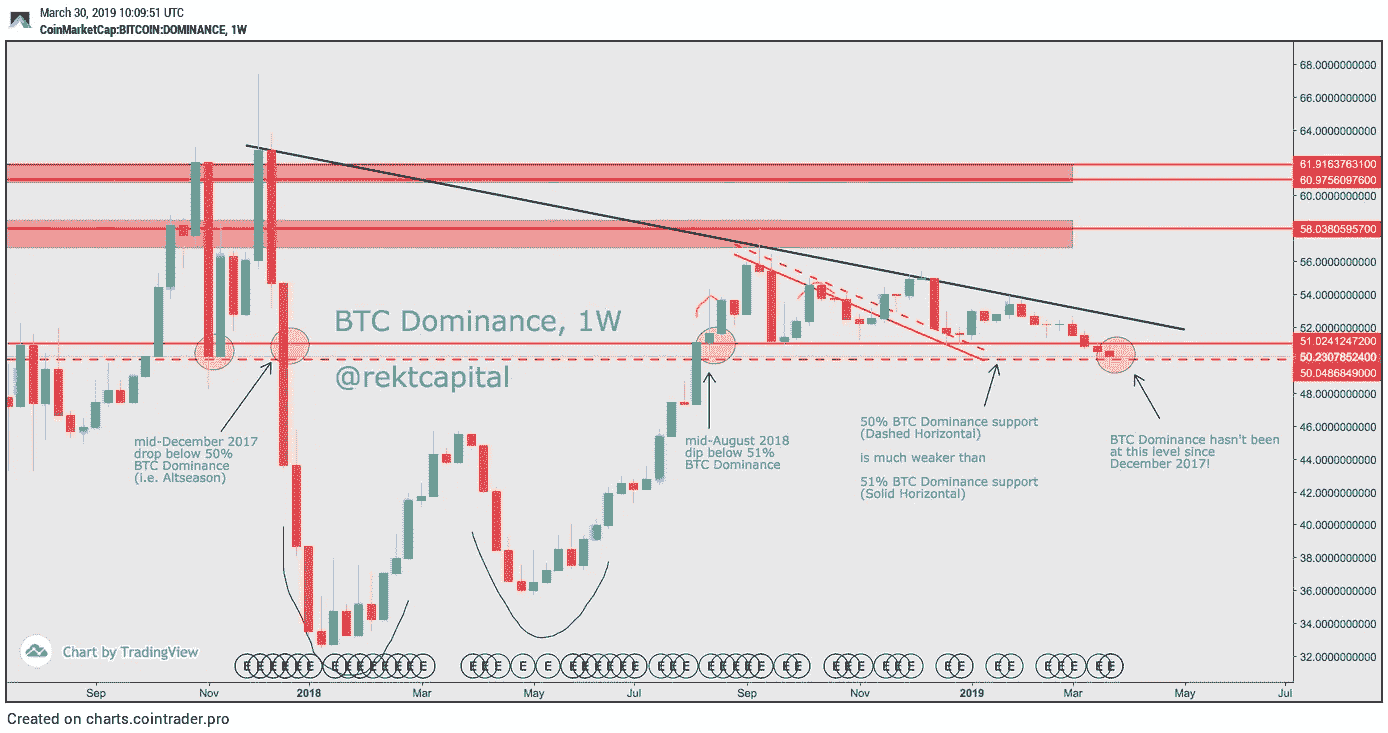 March 30, 2019 10:09:51 UTC
CoinMarketCap:BITCOIN:DOMINANCE, 1W
68.0000000000
66.0000000000
64.0000000000
61.9163763100
60.9756097600
60.0000000000
58.0380595700
56.0000000000
54.0000000000
52.0000000000
51.0241247200
50.2307852400
50.0486849000
48.0000000000
46.0000000000
44.0000000000
42.0000000000
40.0000000000
38.0000000000
36.0000000000
34.0000000000
32.0000000000
BTC Dominance, 1W
@rektcapital
mid-December 2017
drop below 50%
BTC Dominance
(i.e. Altseason)
mid-August 2018
dip below 51%
BTC Dominance
50% BTC Dominance support
(Dashed Horizontal)
is much weaker than
51% BTC Dominance support
(Solid Horizontal)
BTC Dominance hasn't been
at this level since
December 2017!
Chart by TradingView
Sep Nov 2018 Mar May Jul Sep Nov 2019 Mar May Jul
Created on charts.cointrader.pro